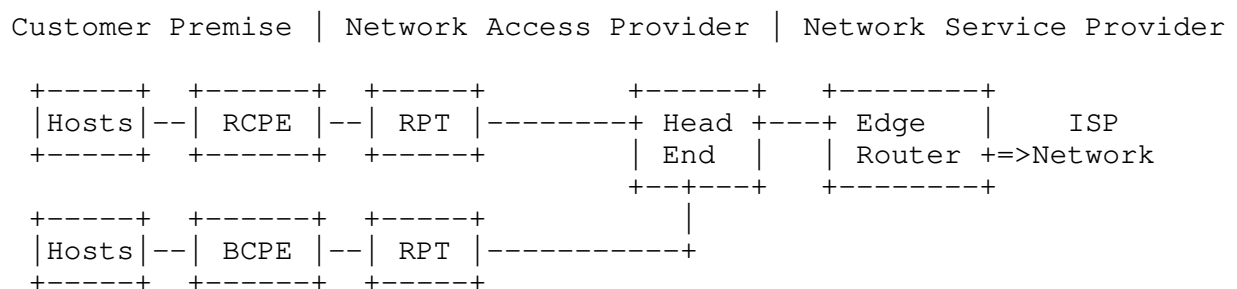 Customer Premise | Network Access Provider | Network Service Provider
+-----+  +------+  +-----+          +------+   +--------+
|Hosts|--| RCPE |--| RPT |--------+ Head +---+ Edge   |    ISP
+-----+  +------+  +-----+          | End  |   | Router +=>Network
+--+---+   +--------+
+-----+  +------+  +-----+             |
|Hosts|--| BCPE |--| RPT |-----------+
+-----+  +------+  +-----+